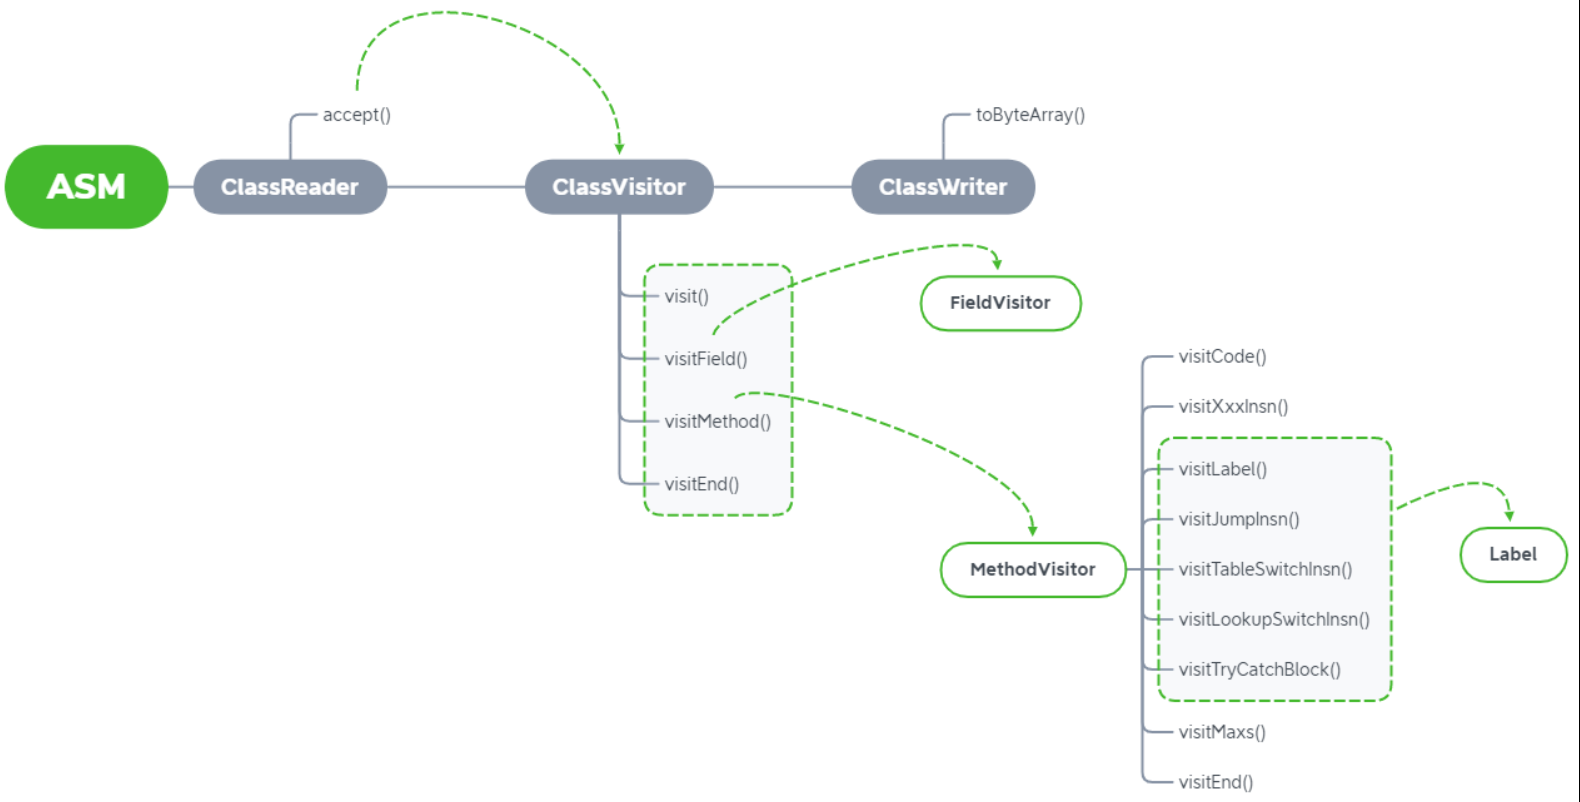 accept()
toByteArray()
ASM
ClassReader
ClassVisitor
ClassWriter
visit()
visitField()
visitMethod()
visitEnd()
FieldVisitor
MethodVisitor
visitCode()
visitXxxInsn()
visitLabel()
visitJumpInsn()
visitTableSwitchInsn()
visitLookupSwitchInsn()
visitTryCatchBlock()
visitMaxs()
visitEnd()
Label